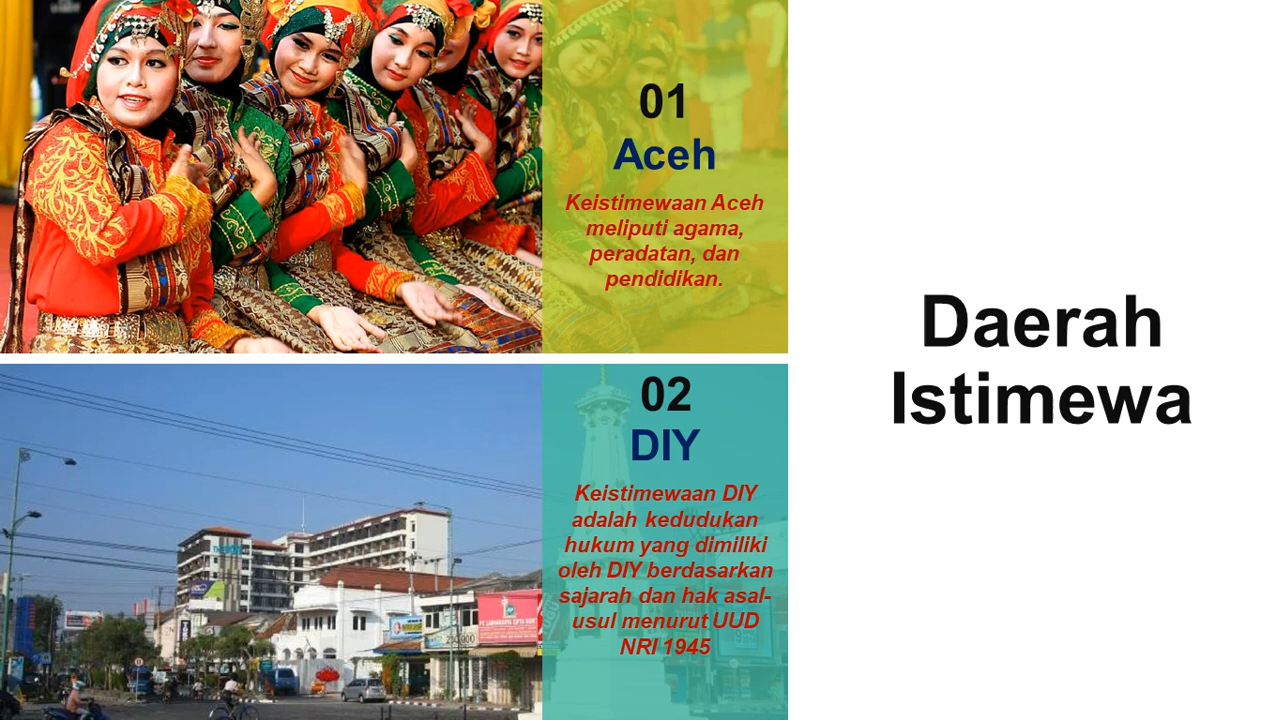 01
Aceh
Keistimewaan Aceh
meliputi agama,
peradatan, dan
pendidikan.
02
DIY
Keistimewaan DIY
adalah kedudukan
hukum yang dimiliki
oleh DIY berdasarkan
sajarah dan hak asal-
usul menurut UUD
NRI 1945
Daerah
Istimewa